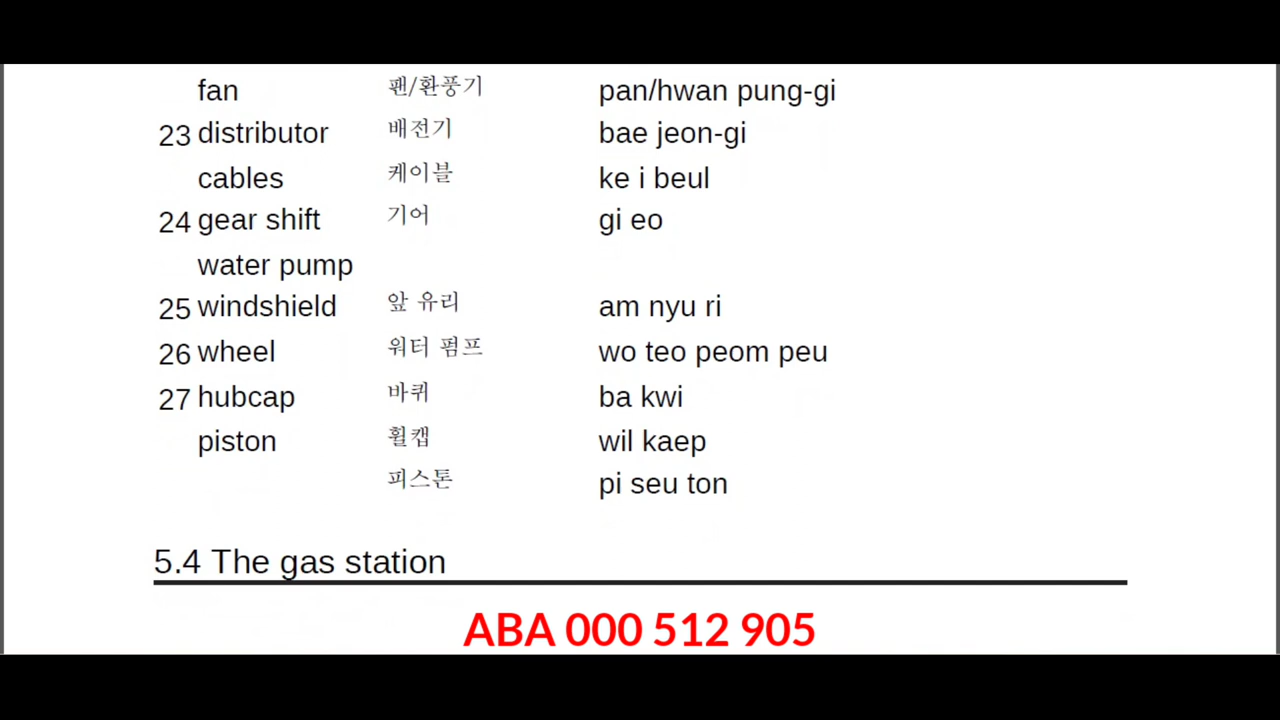 fan 팬/환풍기 pan/hwan pung-gi
23 distributor 배전기 bae jeon-gi
cables 케이블 ke i beul
24 gear shift 기어 gi eo
water pump
25 windshield 앞 유리 am nyu ri
26 wheel 워터 펌프 wo teo peom peu
27 hubcap 바퀴 ba kwi
piston 휠캡 wil kaep
피스톤 pi seu ton
5.4 The gas station
ABA 000 512 905